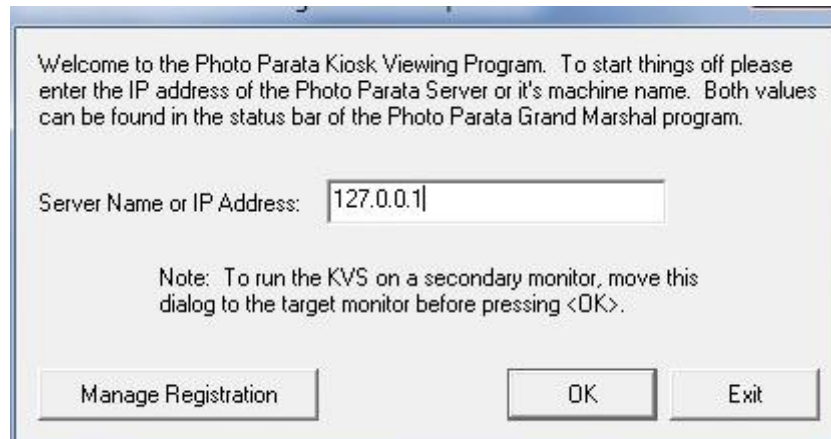 Welcome to the Photo Parata Kiosk Viewing Program.  To start things off please
enter the IP address of the Photo Parata Server or it's machine name.  Both values
can be found in the status bar of the Photo Parata Grand Marshal program.
Server Name or IP Address: 127.0.0.1
Note:  To run the KVS on a secondary monitor, move this
dialog to the target monitor before pressing <OK>.
Manage Registration OK Exit